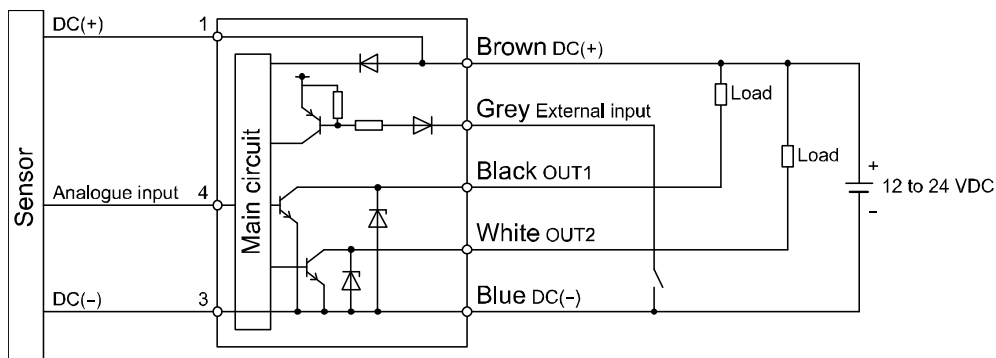 DC(+) 1
Brown DC(+)
Load
Grey External input
Load
Sensor
Main circuit
Black OUT1
Analogue input 4
+
12 to 24 VDC
−
White OUT2
DC(−) 3
Blue DC(−)